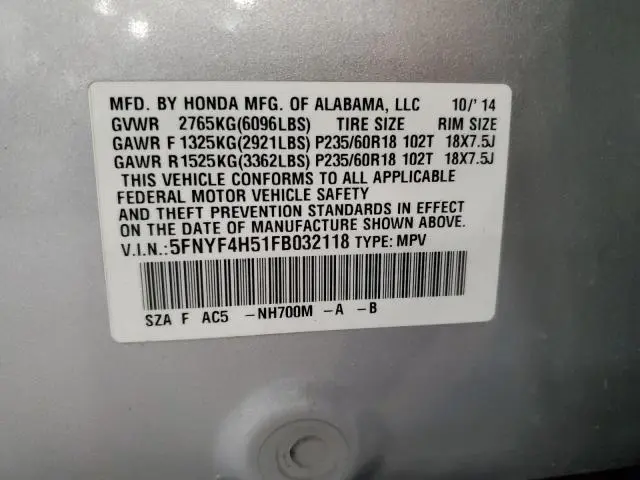 MFD. BY HONDA MFG. OF ALABAMA, LLC 10/'14
GVWR 2765KG(6096LBS) TIRE SIZE RIM SIZE
GAWR F 1325KG(2921LBS) P235/60R18 102T 18X7.5J
GAWR R 1525KG(3362LBS) P235/60R18 102T 18X7.5J
THIS VEHICLE CONFORMS TO ALL APPLICABLE
FEDERAL MOTOR VEHICLE SAFETY
AND THEFT PREVENTION STANDARDS IN EFFECT
ON THE DATE OF MANUFACTURE SHOWN ABOVE.
V.I.N.:5FNYF4H51FB032118 TYPE: MPV
SZA F AC5 -NH700M -A -B